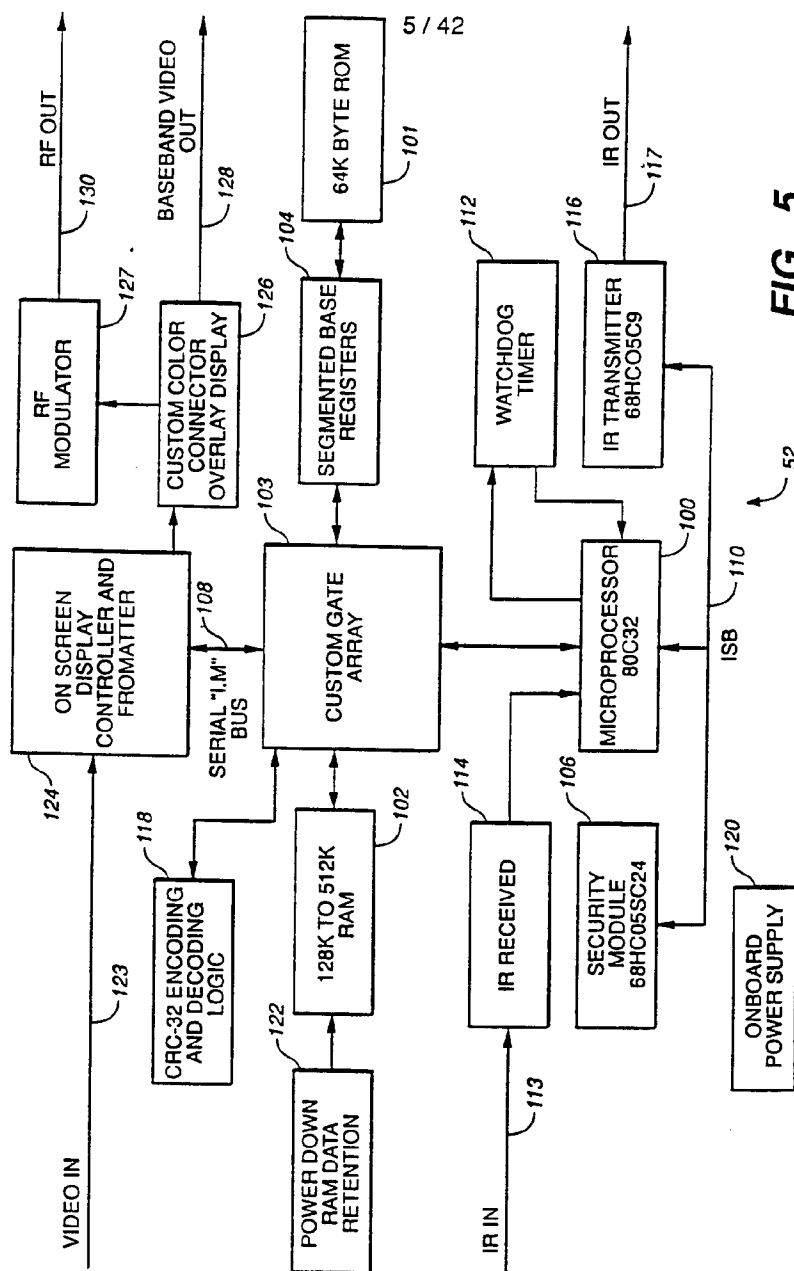 5 / 42
VIDEO IN
123
124
ON SCREEN
DISPLAY
CONTROLLER AND
FROMATTER
RF
MODULATOR
127
RF OUT
130
CUSTOM COLOR
CONNECTOR
OVERLAY DISPLAY
126
BASEBAND VIDEO
OUT
128
SERIAL "I.M"
BUS
108
118
CRC-32 ENCODING
AND DECODING
LOGIC
122
POWER DOWN
RAM DATA
RETENTION
128K TO 512K
RAM
102
CUSTOM GATE
ARRAY
103
SEGMENTED BASE
REGISTERS
104
64K BYTE ROM
101
IR IN
113
IR RECEIVED
114
WATCHDOG
TIMER
112
MICROPROCESSOR
80C32
100
SECURITY
MODULE
68HC05SC24
106
IR TRANSMITTER
68HCO5C9
116
IR OUT
117
ISB
110
ONBOARD
POWER SUPPLY
120
52
FIG. 5